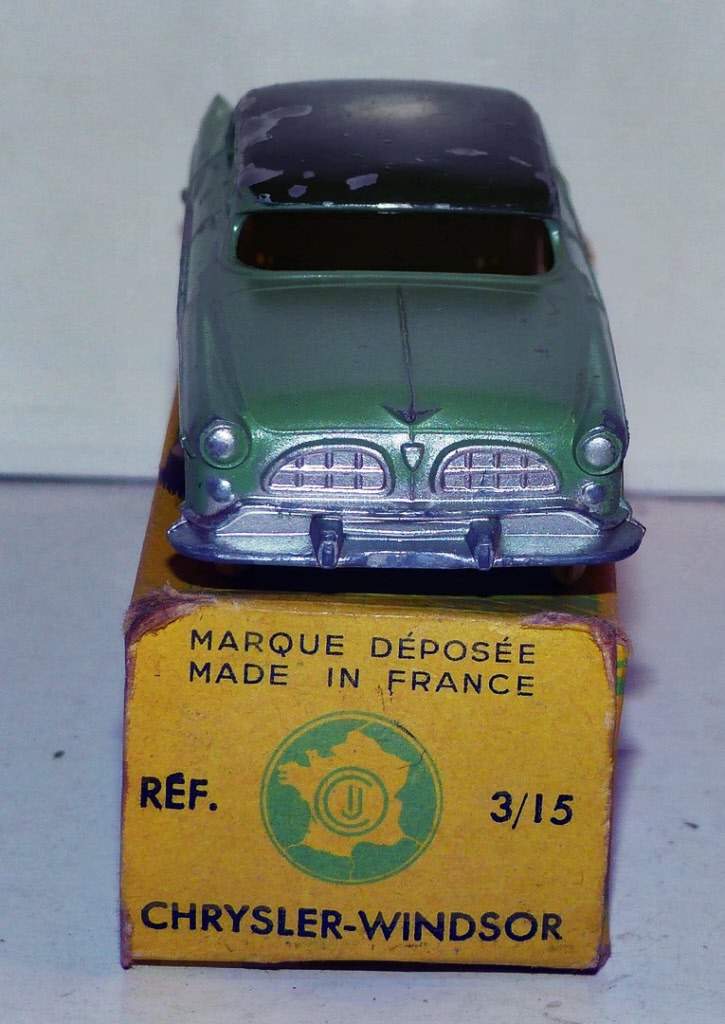 MARQUE DÉPOSÉE
MADE IN FRANCE
RÉF. 3/15
CHRYSLER-WINDSOR